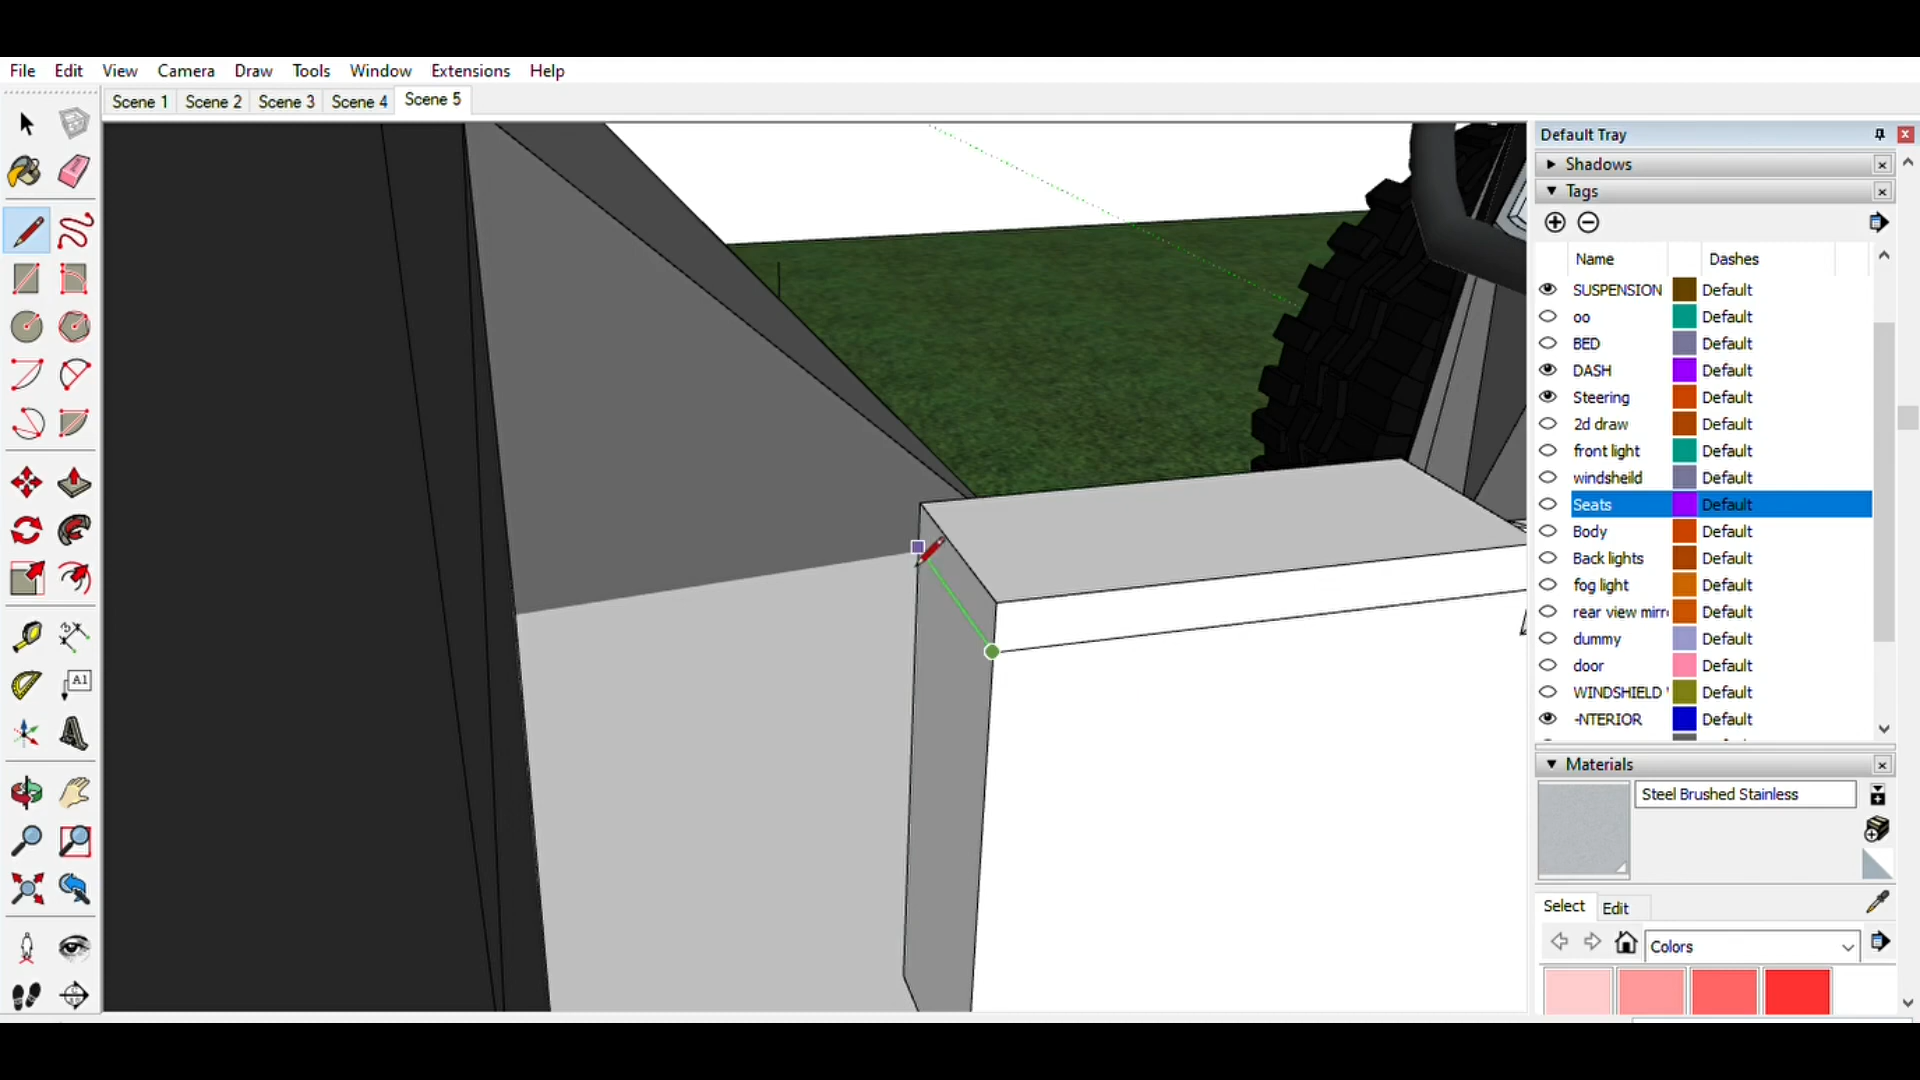 File Edit View Camera Draw Tools Window Extensions Help
Scene 1 Scene 2 Scene 3 Scene 4 Scene 5
Default Tray
Shadows
Tags
Name Dashes
SUSPENSION Default
oo Default
BED Default
DASH Default
Steering Default
2d draw Default
front light Default
windsheild Default
Seats Default
Body Default
Back lights Default
fog light Default
rear view mirr Default
dummy Default
door Default
WINDSHIELD Default
-NTERIOR Default
A1
Materials
Steel Brushed Stainless
Select Edit
Colors